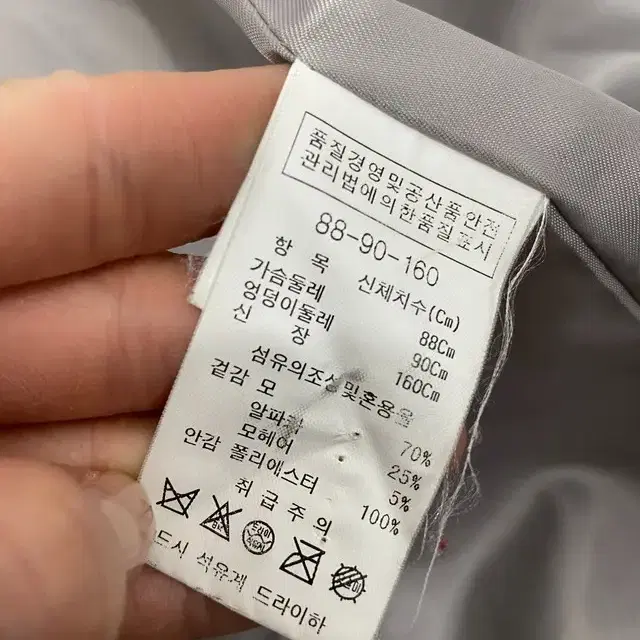 품질경영및공산품안전
관리법에의한품질표시
88-90-160
항 목 신체치수(Cm)
가슴둘레 88Cm
엉덩이둘레 90Cm
신 장 160Cm
섬유의조성및혼용율
겉감 모 70%
알파카 25%
모헤어 5%
안감 폴리에스터 100%
취급주의
드시 석유계 드라이하